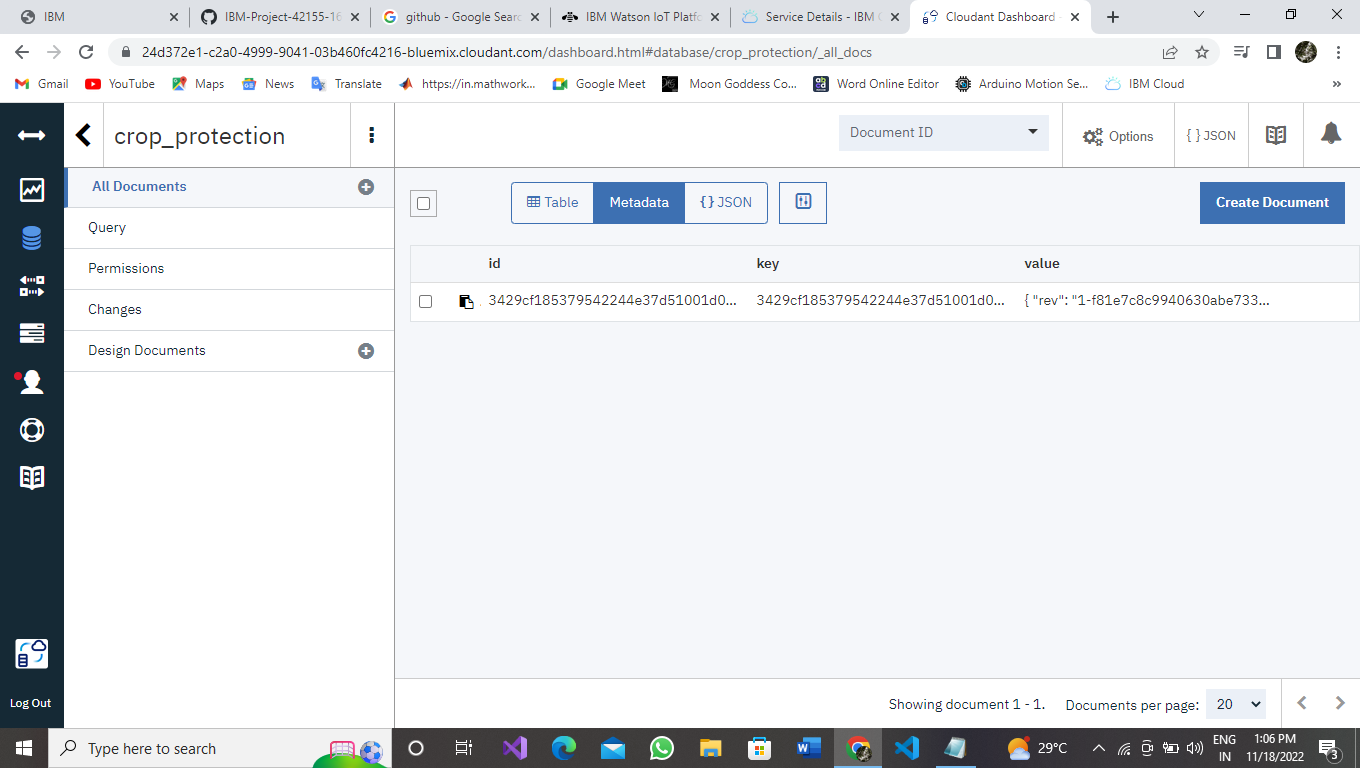 IBM
IBM-Project-42155-16
github - Google Searc
IBM Watson IoT Platfo
Service Details - IBM C
Cloudant Dashboard -
24d372e1-c2a0-4999-9041-03b460fc4216-bluemix.cloudant.com/dashboard.html#database/crop_protection/_all_docs
Gmail
YouTube
Maps
News
Translate
https://in.mathwork...
Google Meet
Moon Goddess Co...
Word Online Editor
Arduino Motion Se...
IBM Cloud
»
crop_protection
Document ID
Options
{ } JSON
All Documents
Query
Permissions
Changes
Design Documents
Table
Metadata
{ } JSON
Create Document
id key value
3429cf185379542244e37d51001d0... 3429cf185379542244e37d51001d0... { "rev": "1-f81e7c8c9940630abe733...
Log Out
Showing document 1 - 1.
Documents per page: 20
Type here to search
29°C
ENG
IN
1:06 PM
11/18/2022
3